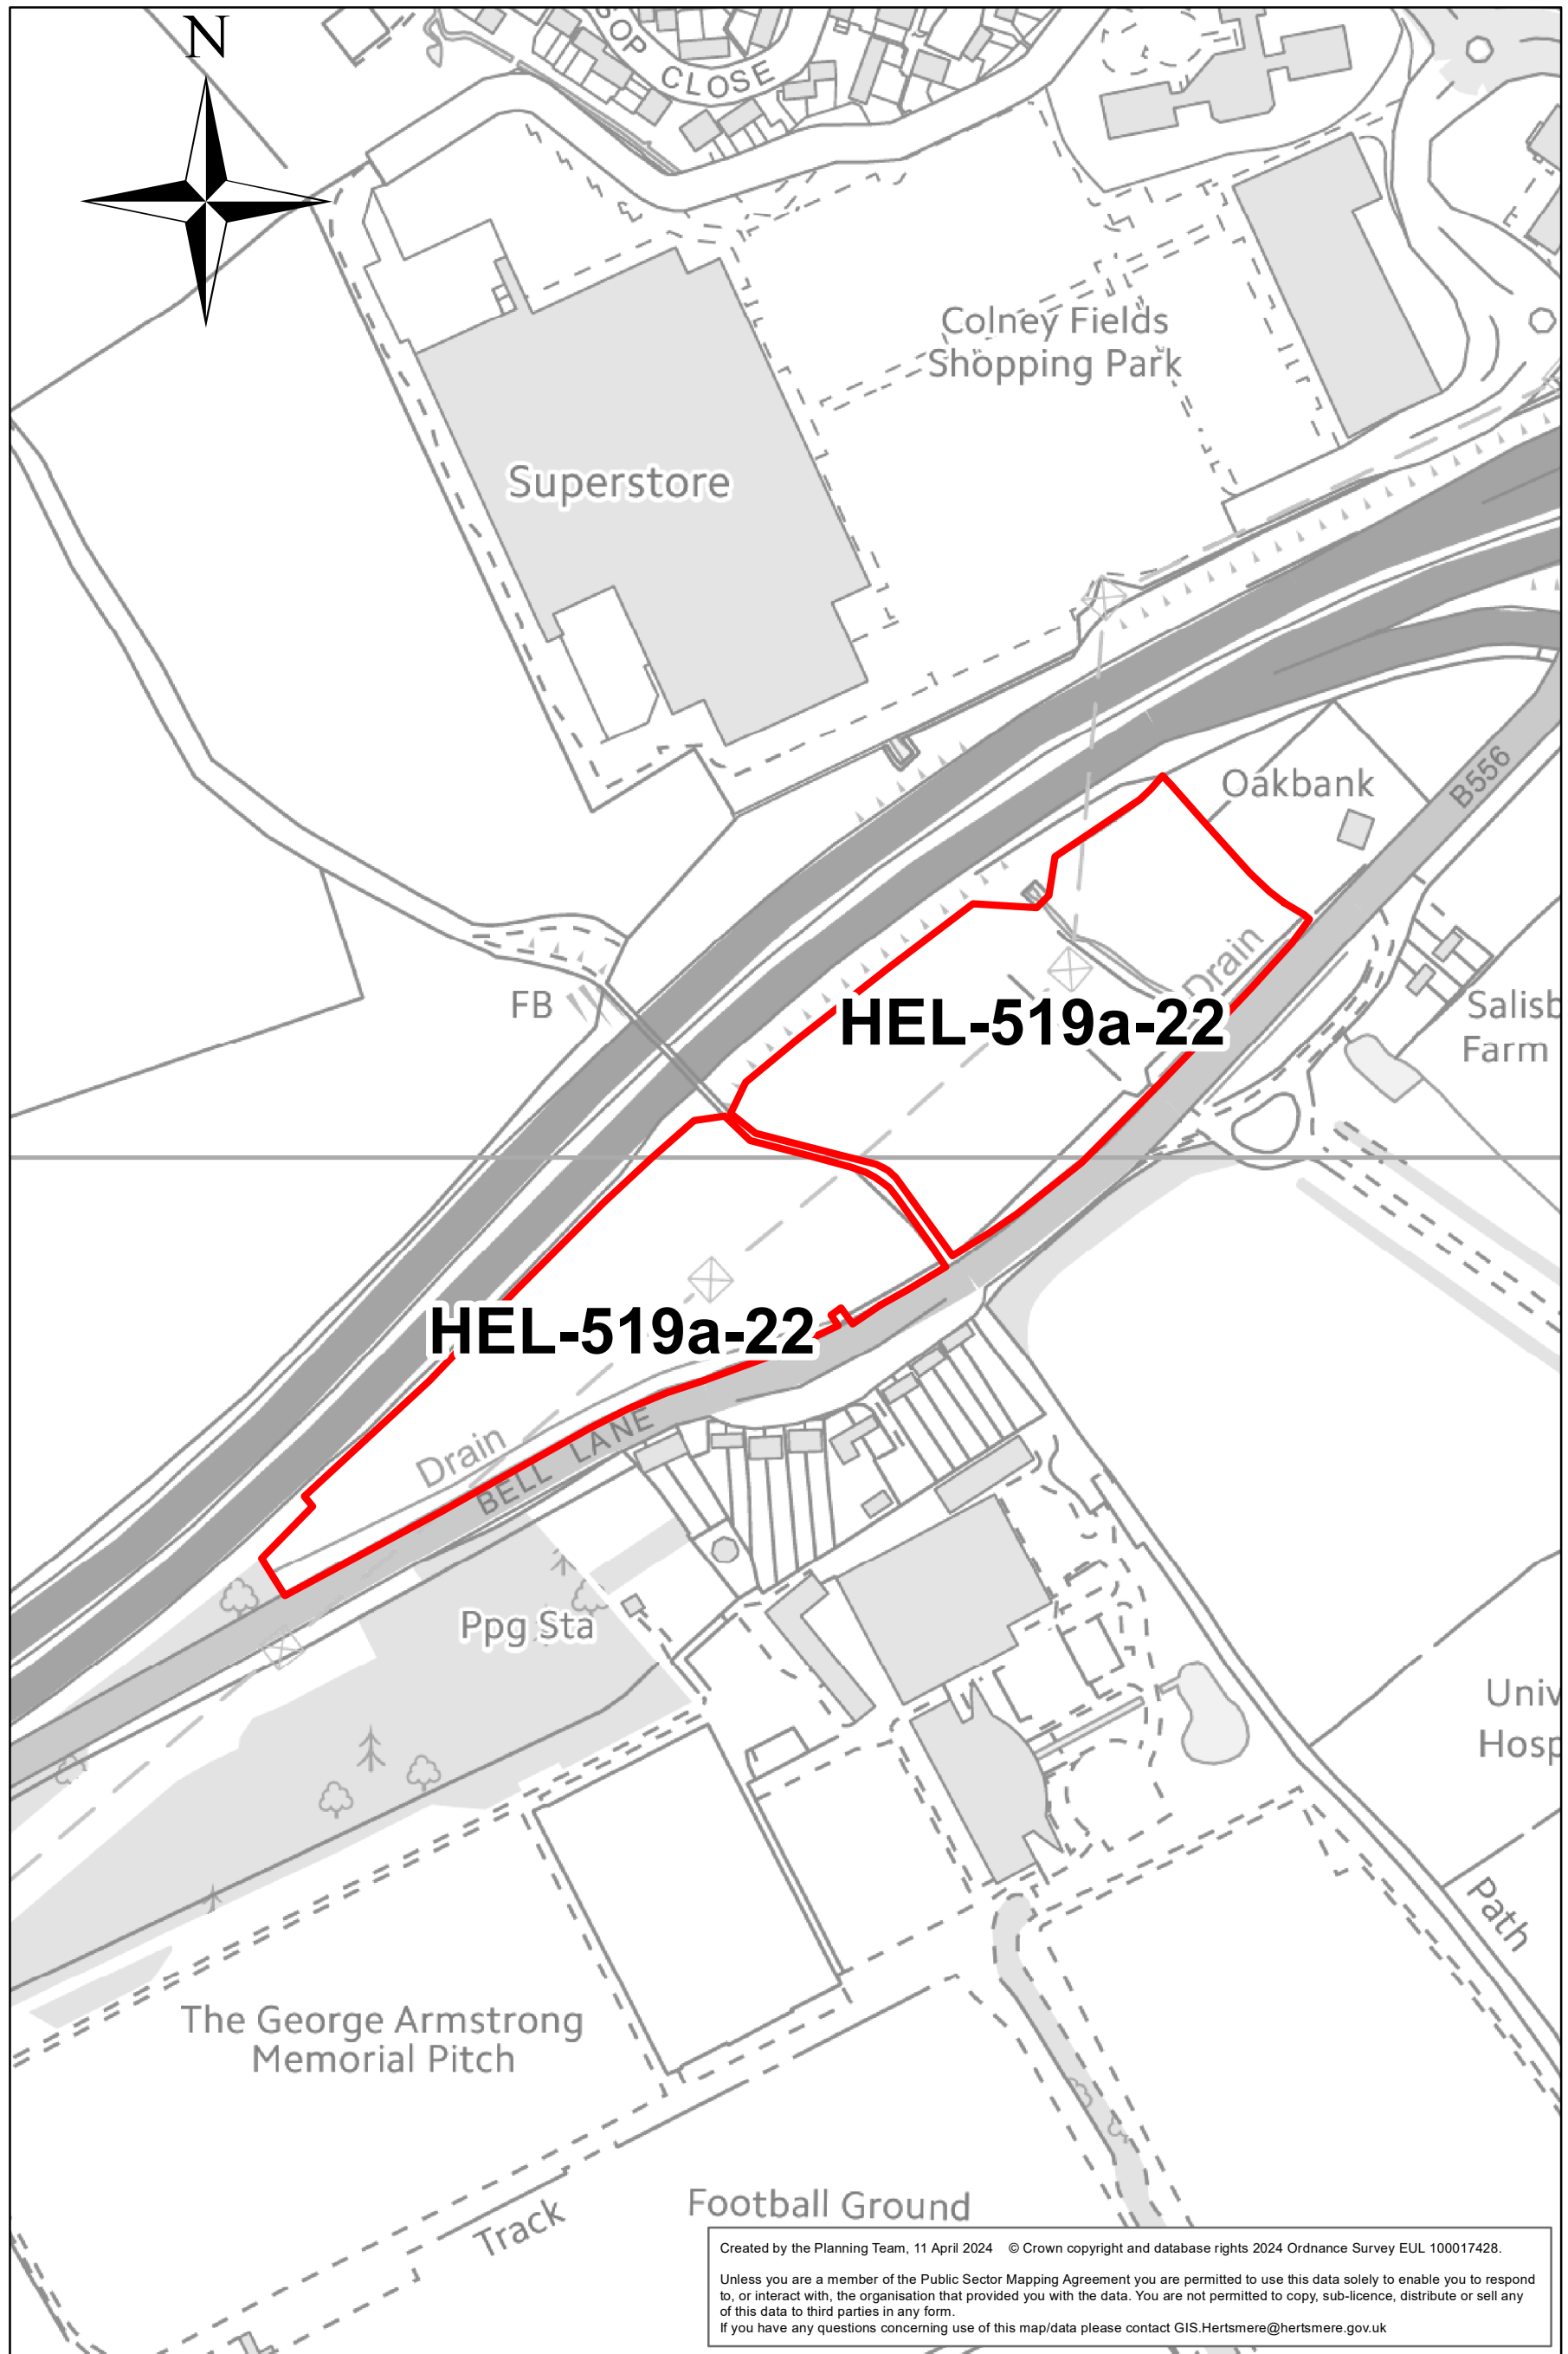 N
SOP
CLOSE
Colney Fields
Shopping Park
Superstore
Oakbank
B556
Drain
FB
HEL-519a-22
Salisb
Farm
HEL-519a-22
Drain
BELL LANE
Ppg Sta
Univ
Hosp
Path
The George Armstrong
Memorial Pitch
Football Ground
Track
Created by the Planning Team, 11 April 2024 © Crown copyright and database rights 2024 Ordnance Survey EUL 100017428.
Unless you are a member of the Public Sector Mapping Agreement you are permitted to use this data solely to enable you to respond
to, or interact with, the organisation that provided you with the data. You are not permitted to copy, sub-licence, distribute or sell any
of this data to third parties in any form.
If you have any questions concerning use of this map/data please contact GIS.Hertsmere@hertsmere.gov.uk